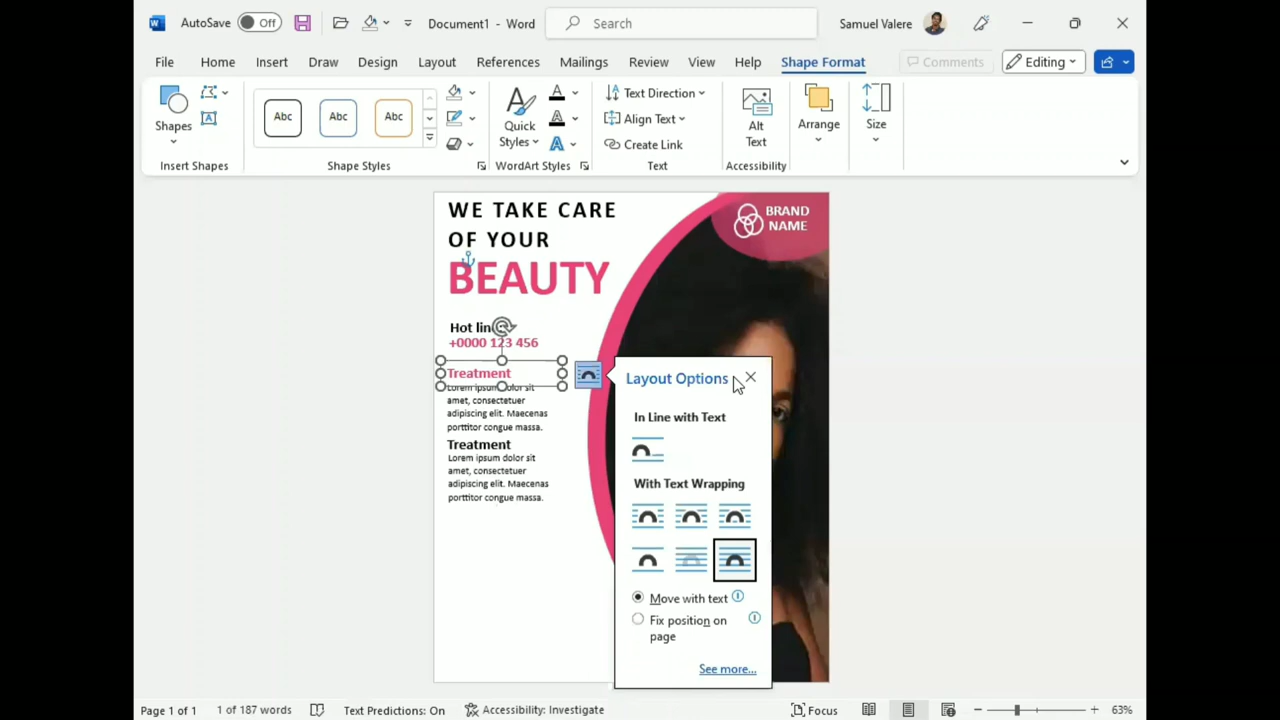 AutoSave Off Document1 - Word Search Samuel Valere
File Home Insert Draw Design Layout References Mailings Review View Help Shape Format Comments Editing
Shapes
Insert Shapes
Abc Abc Abc
Shape Styles
Quick
Styles
WordArt Styles
Text Direction
Align Text
Create Link
Text
Alt
Text
Accessibility
Arrange
Size
WE TAKE CARE
OF YOUR
BEAUTY
BRAND
NAME
+0000 123 456
Treatment
Lorem ipsum dolor sit
amet, consectetuer
adipiscing elit. Maecenas
porttitor congue massa.
Treatment
Lorem ipsum dolor sit
amet, consectetuer
adipiscing elit. Maecenas
porttitor congue massa.
Layout Options
In Line with Text
With Text Wrapping
Move with text
Fix position on
page
See more...
Page 1 of 1 1 of 187 words Text Predictions: On Accessibility: Investigate Focus 63%